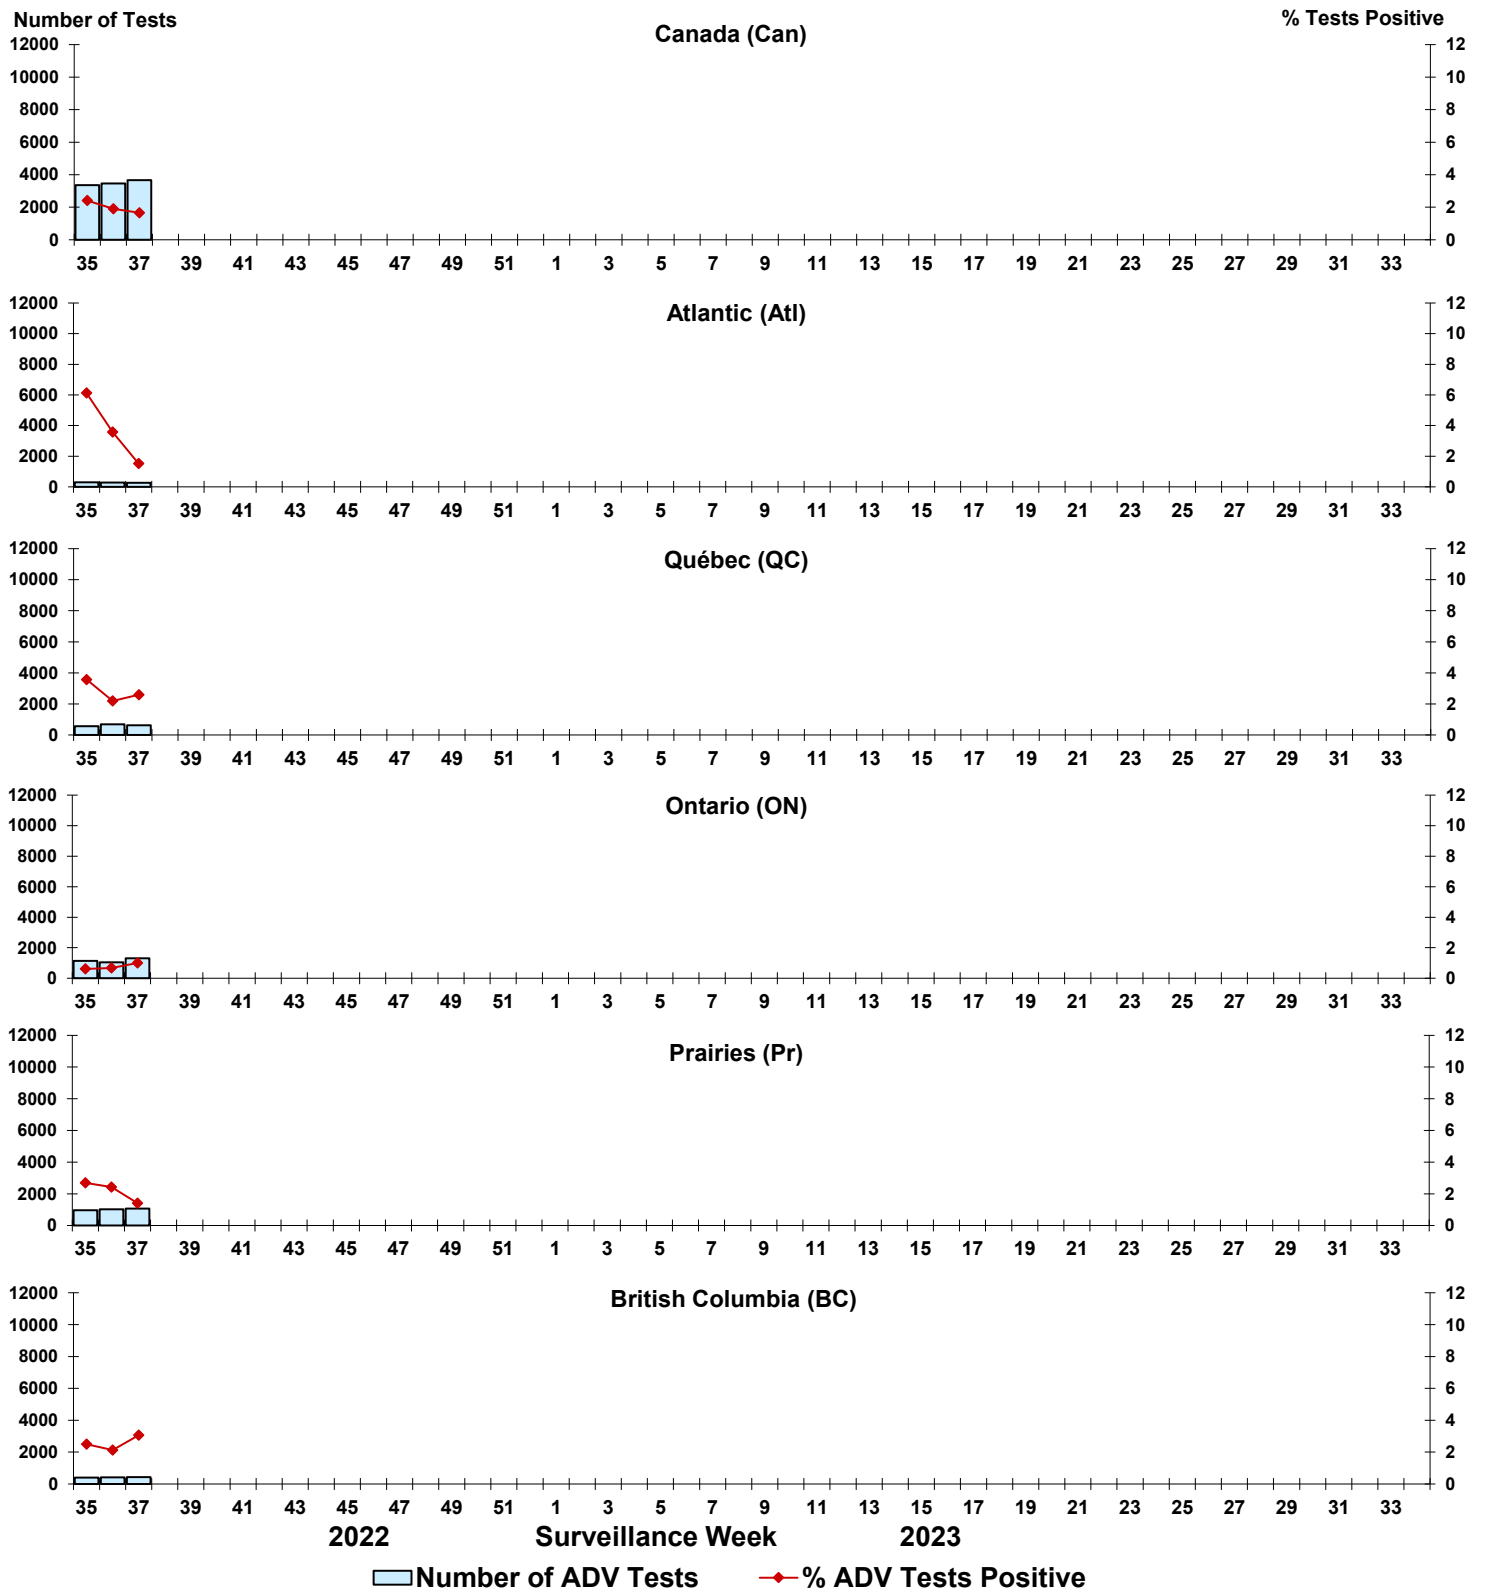 Number of Tests
% Tests Positive
Canada (Can)
12000 12
10000 10
8000 8
6000 6
4000 4
2000 2
0 0
35 37 39 41 43 45 47 49 51 1 3 5 7 9 11 13 15 17 19 21 23 25 27 29 31 33
Atlantic (Atl)
12000 12
10000 10
8000 8
6000 6
4000 4
2000 2
0 0
35 37 39 41 43 45 47 49 51 1 3 5 7 9 11 13 15 17 19 21 23 25 27 29 31 33
Québec (QC)
12000 12
10000 10
8000 8
6000 6
4000 4
2000 2
0 0
35 37 39 41 43 45 47 49 51 1 3 5 7 9 11 13 15 17 19 21 23 25 27 29 31 33
Ontario (ON)
12000 12
10000 10
8000 8
6000 6
4000 4
2000 2
0 0
35 37 39 41 43 45 47 49 51 1 3 5 7 9 11 13 15 17 19 21 23 25 27 29 31 33
Prairies (Pr)
12000 12
10000 10
8000 8
6000 6
4000 4
2000 2
0 0
35 37 39 41 43 45 47 49 51 1 3 5 7 9 11 13 15 17 19 21 23 25 27 29 31 33
British Columbia (BC)
12000 12
10000 10
8000 8
6000 6
4000 4
2000 2
0 0
35 37 39 41 43 45 47 49 51 1 3 5 7 9 11 13 15 17 19 21 23 25 27 29 31 33
2022 Surveillance Week 2023
Number of ADV Tests % ADV Tests Positive